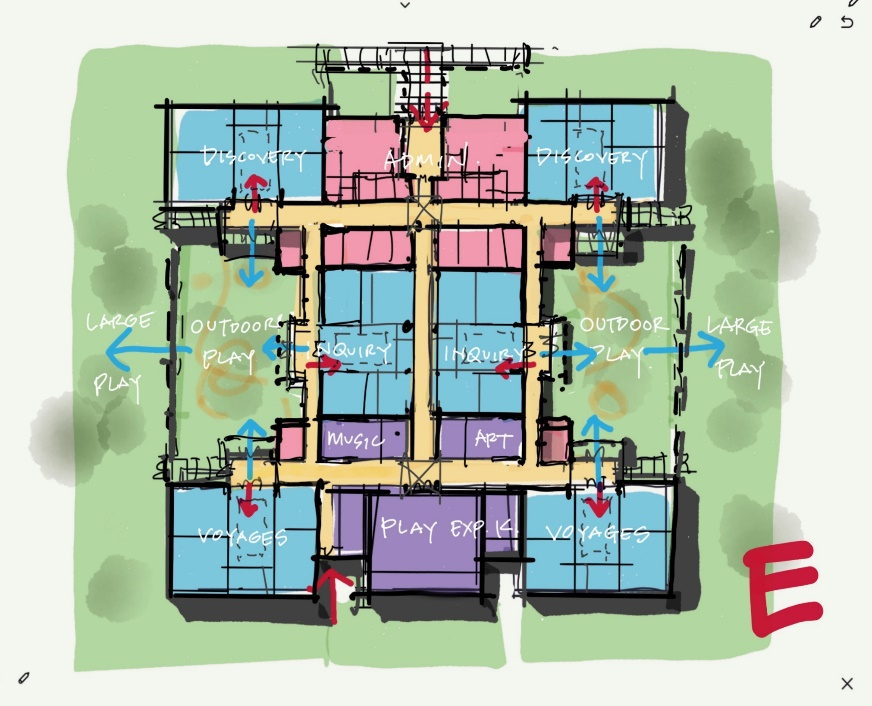 DISCOVERY
ADMIN.
DISCOVERY
LARGE
PLAY
OUTDOOR
PLAY
INQUIRY
INQUIRY
OUTDOOR
PLAY
LARGE
PLAY
MUSIC
ART
VOYAGES
PLAY EXP. K.
VOYAGES
E